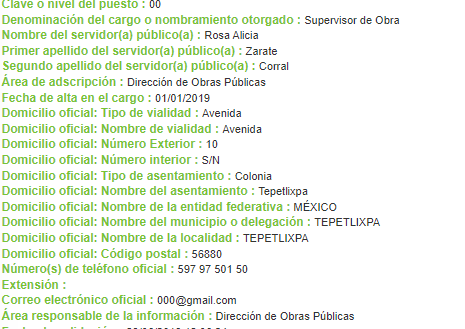 Clave o nivel del puesto : 00
Denominación del cargo o nombramiento otorgado : Supervisor de Obra
Nombre del servidor(a) público(a) : Rosa Alicia
Primer apellido del servidor(a) público(a) : Zarate
Segundo apellido del servidor(a) público(a) : Corral
Área de adscripción : Dirección de Obras Públicas
Fecha de alta en el cargo : 01/01/2019
Domicilio oficial: Tipo de vialidad : Avenida
Domicilio oficial: Nombre de vialidad : Avenida
Domicilio oficial: Número Exterior : 10
Domicilio oficial: Número interior : S/N
Domicilio oficial: Tipo de asentamiento : Colonia
Domicilio oficial: Nombre del asentamiento : Tepetlixpa
Domicilio oficial: Nombre de la entidad federativa : MÉXICO
Domicilio oficial: Nombre del municipio o delegación : TEPETLIXPA
Domicilio oficial: Nombre de la localidad : TEPETLIXPA
Domicilio oficial: Código postal : 56880
Número(s) de teléfono oficial : 597 97 501 50
Extensión :
Correo electrónico oficial : 000@gmail.com
Área responsable de la información : Dirección de Obras Públicas